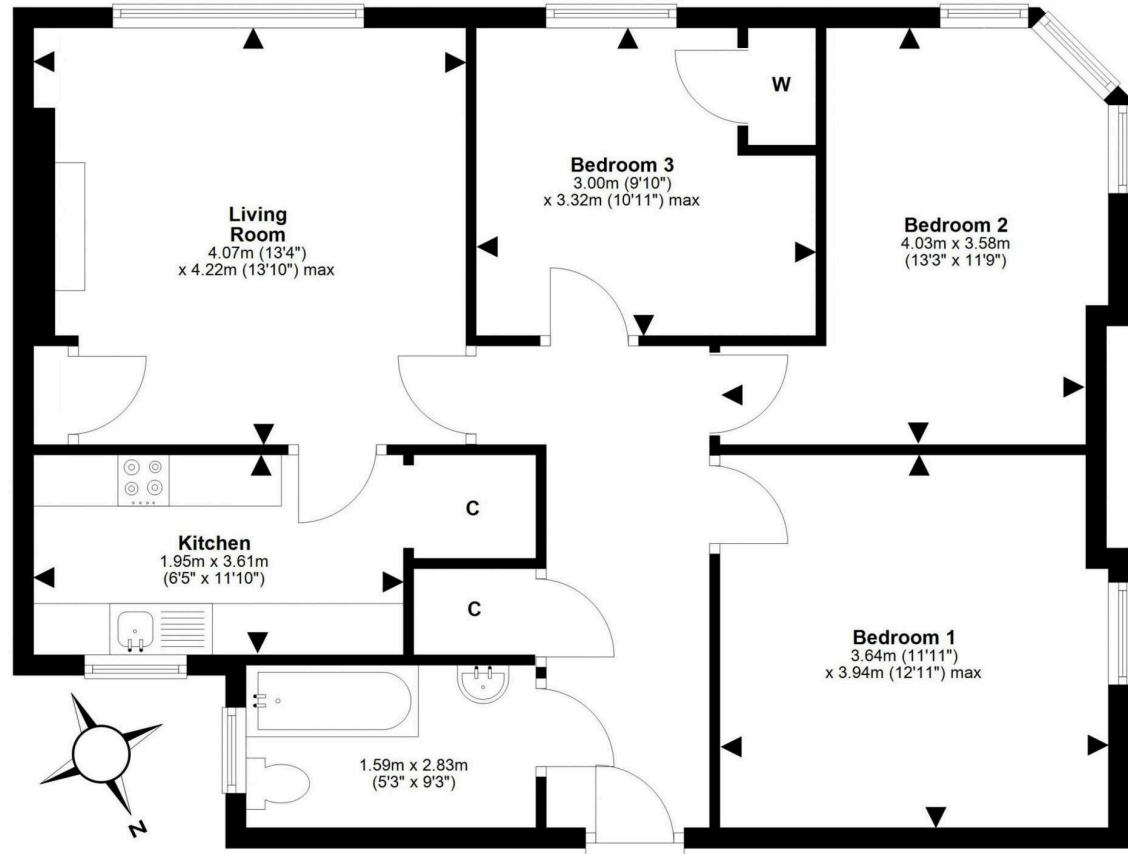 W
Bedroom 3
3.00m (9'10")
x 3.32m (10'11") max
Living
Room
4.07m (13'4")
x 4.22m (13'10") max
Bedroom 2
4.03m x 3.58m
(13'3" x 11'9")
C
Kitchen
1.95m x 3.61m
(6'5" x 11'10")
C
Bedroom 1
3.64m (11'11")
x 3.94m (12'11") max
1.59m x 2.83m
(5'3" x 9'3")
N